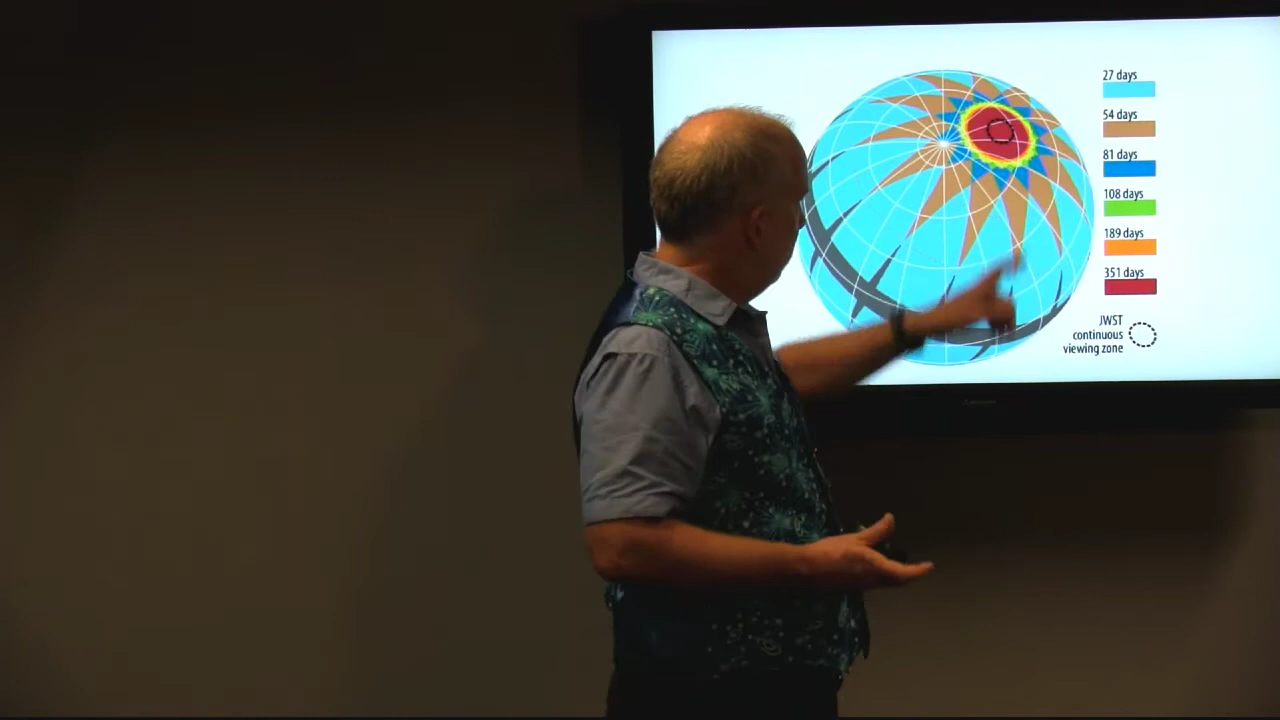 27 days
54 days
81 days
108 days
189 days
351 days
JWST
continuous
viewing zone